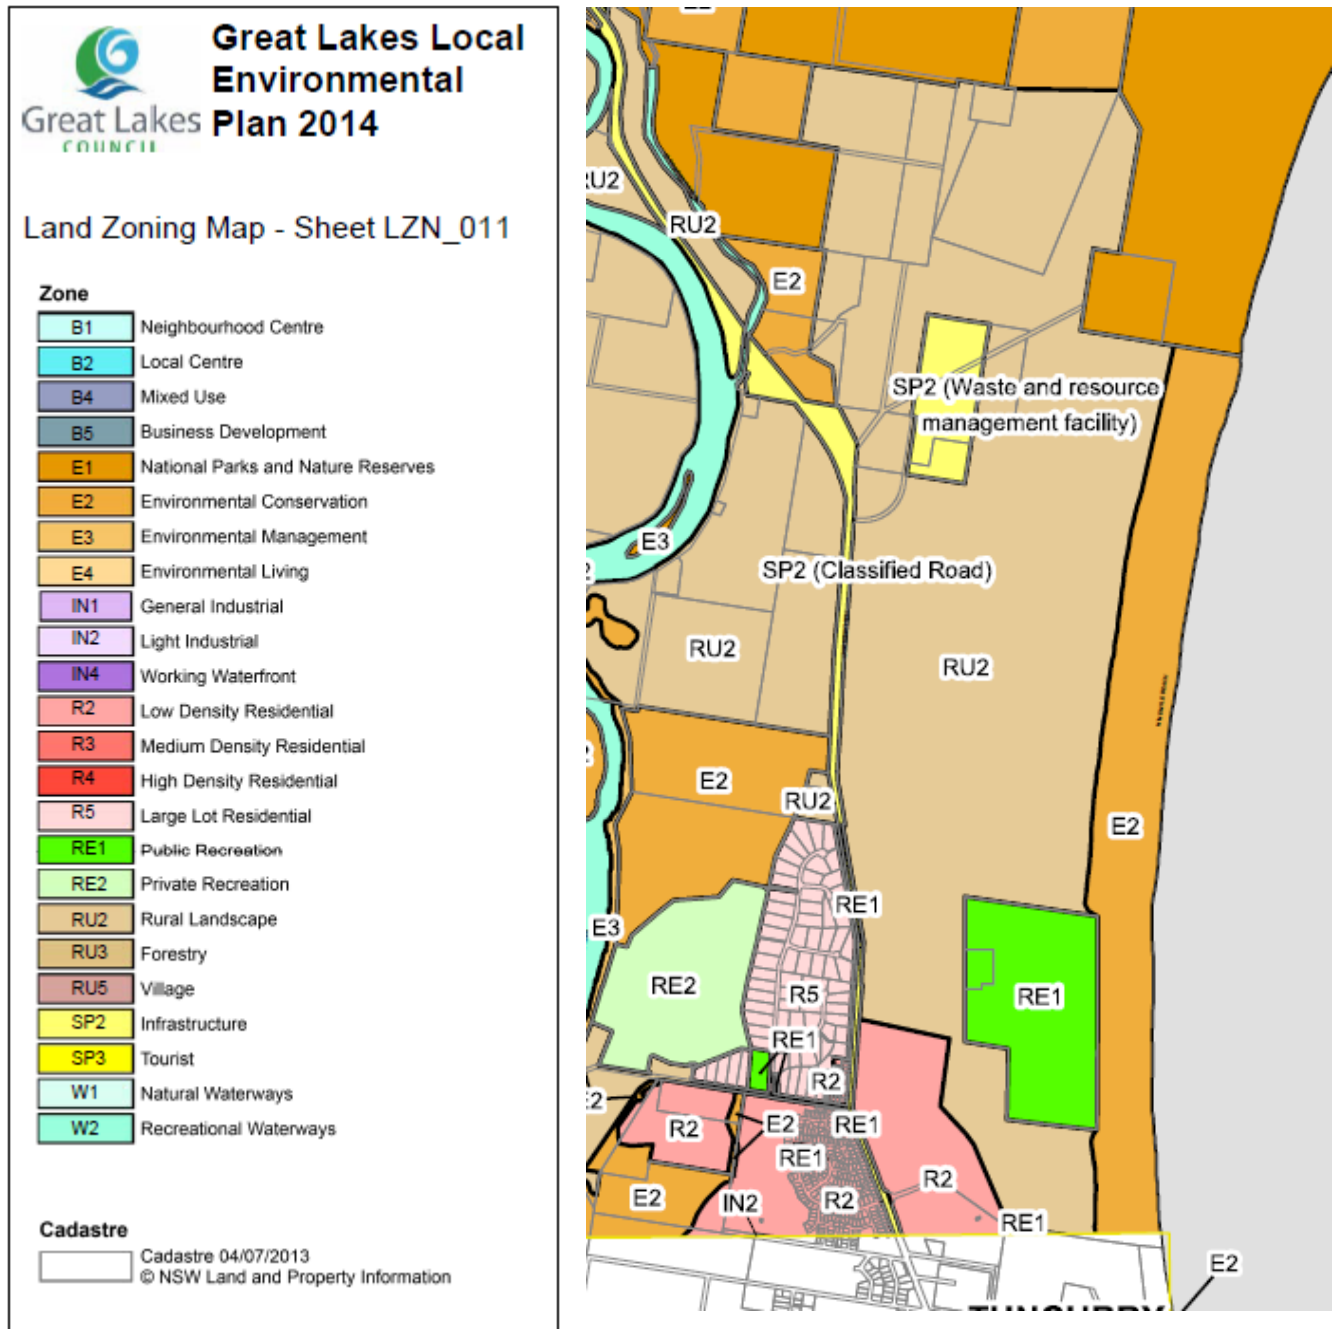 Great Lakes
COUNCIL
Great Lakes Local
Environmental
Plan 2014
Land Zoning Map - Sheet LZN_011
Zone
B1 Neighbourhood Centre
B2 Local Centre
B4 Mixed Use
B5 Business Development
E1 National Parks and Nature Reserves
E2 Environmental Conservation
E3 Environmental Management
E4 Environmental Living
IN1 General Industrial
IN2 Light Industrial
IN4 Working Waterfront
R2 Low Density Residential
R3 Medium Density Residential
R4 High Density Residential
R5 Large Lot Residential
RE1 Public Recreation
RE2 Private Recreation
RU2 Rural Landscape
RU3 Forestry
RU5 Village
SP2 Infrastructure
SP3 Tourist
W1 Natural Waterways
W2 Recreational Waterways
Cadastre
Cadastre 04/07/2013
© NSW Land and Property Information
RU2
RU2
E2
SP2 (Waste and resource
management facility)
E3
SP2 (Classified Road)
RU2
RU2
E2
RU2
E2
RE1
E3
RE2
R5
RE1
RE1
R2
E2
R2
E2
RE1
RE1
R2
E2
IN2
R2
RE1
E2
TUNCURRY